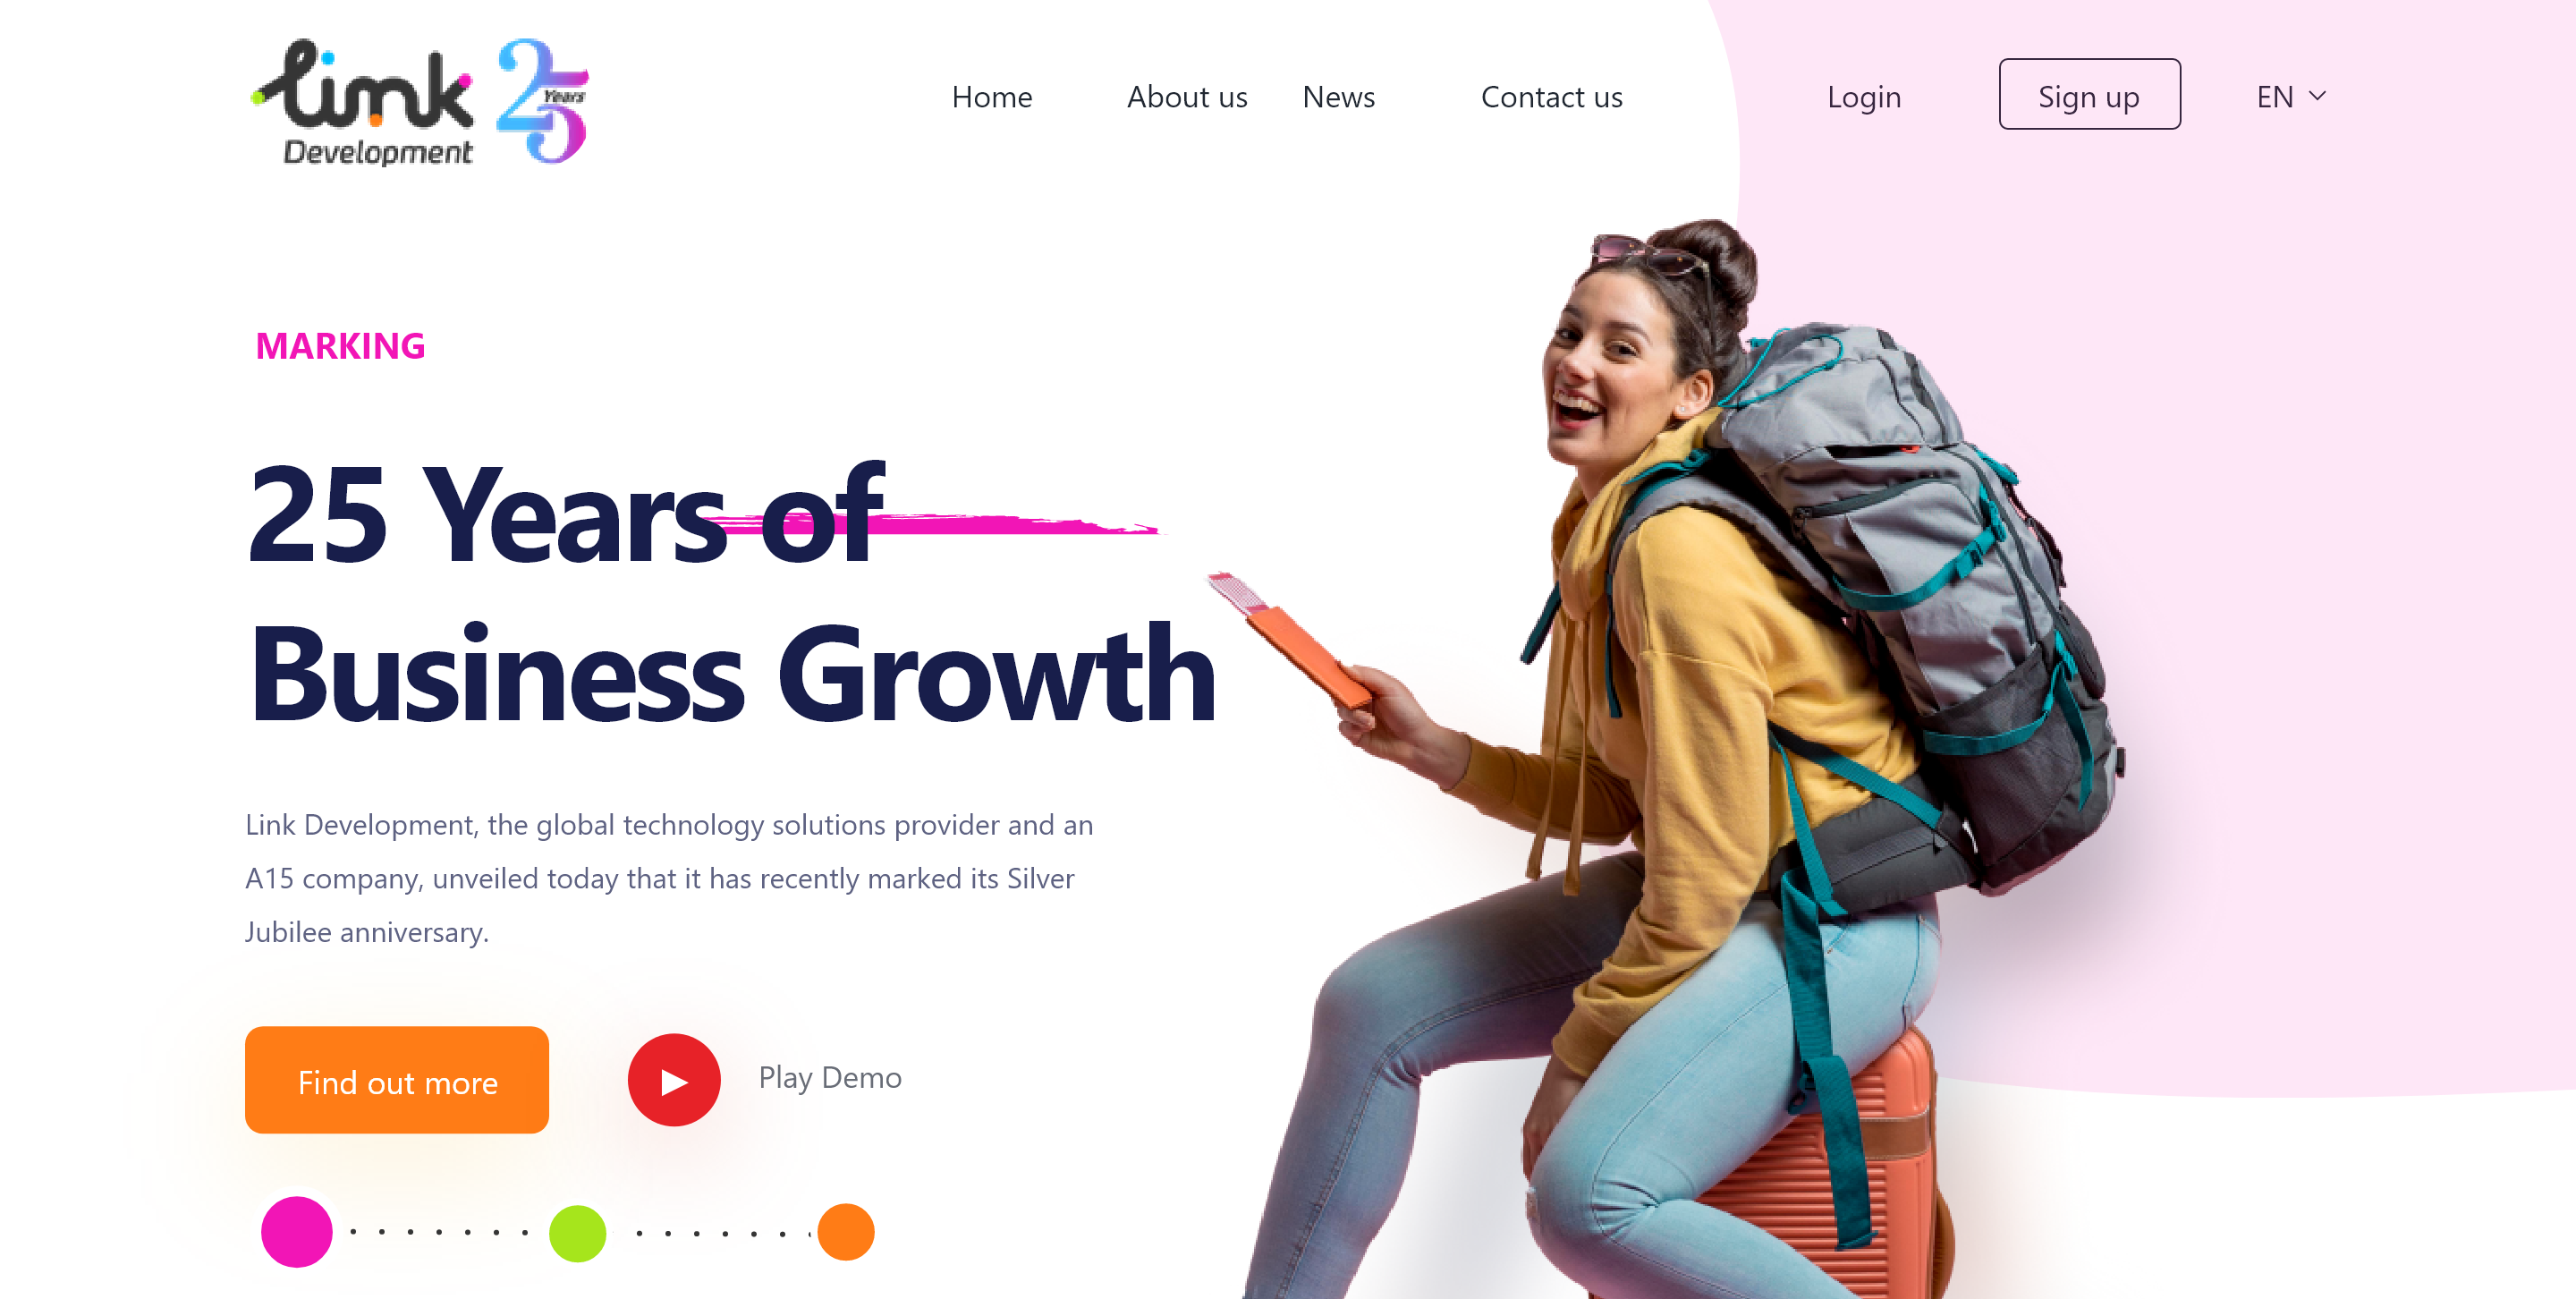 link
Development
25
Years
Home
About us
News
Contact us
Login
Sign up
EN
MARKING
25 Years of
Business Growth
Link Development, the global technology solutions provider and an
A15 company, unveiled today that it has recently marked its Silver
Jubilee anniversary.
Find out more
Play Demo